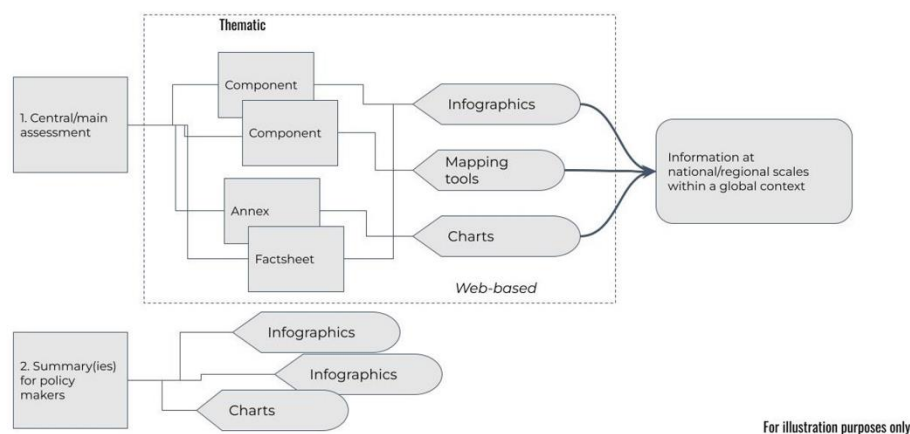 Thematic
1. Central/main
assessment
Component
Component
Annex
Factsheet
Infographics
Mapping
tools
Charts
Web-based
Information at
national/regional scales
within a global context
2. Summary(ies)
for policy
makers
Infographics
Infographics
Charts
For illustration purposes only